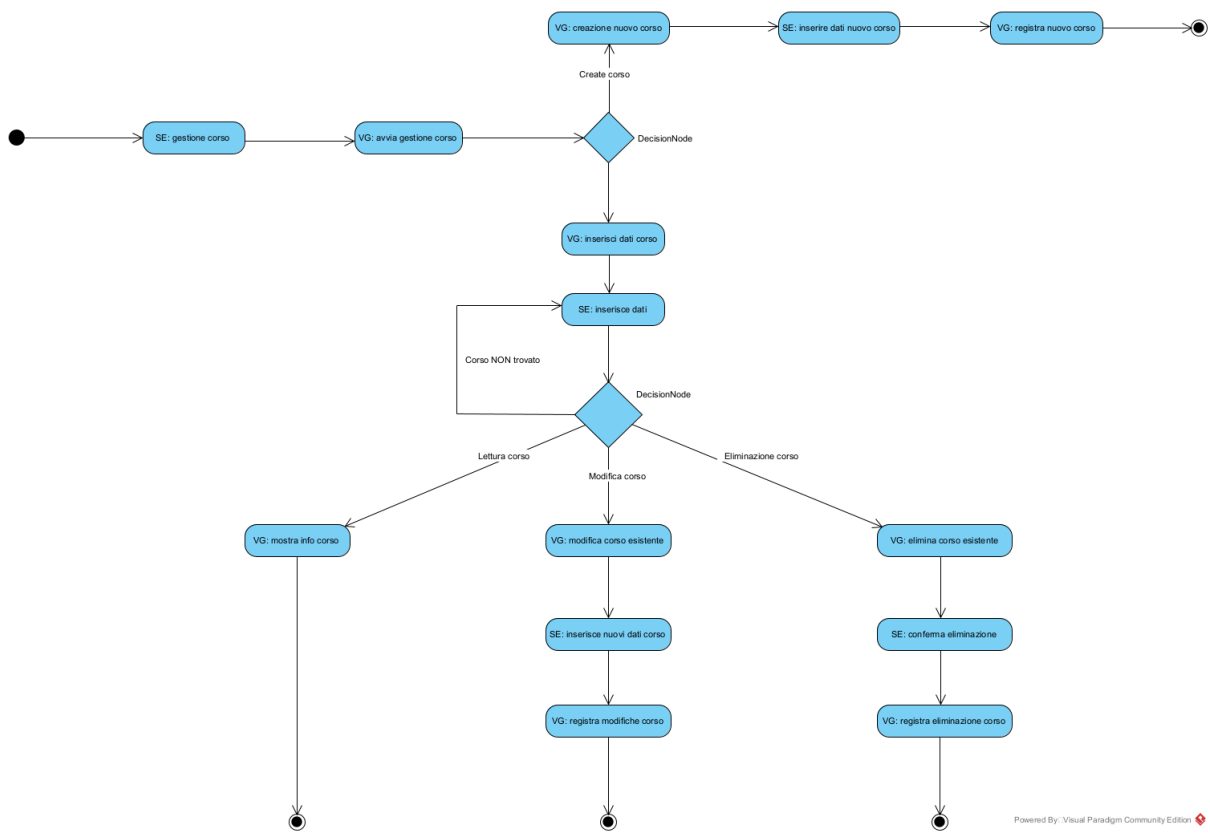 VG: creazione nuovo corso
SE: inserire dati nuovo corso
VG: registra nuovo corso
Create corso
SE: gestione corso
VG: avvia gestione corso
DecisionNode
VG: inserisci dati corso
SE: inserisce dati
Corso NON trovato
DecisionNode
Lettura corso
Modifica corso
Eliminazione corso
VG: mostra info corso
VG: modifica corso esistente
VG: elimina corso esistente
SE: inserisce nuovi dati corso
SE: conferma eliminazione
VG: registra modifiche corso
VG: registra eliminazione corso
Powered By: Visual Paradigm Community Edition